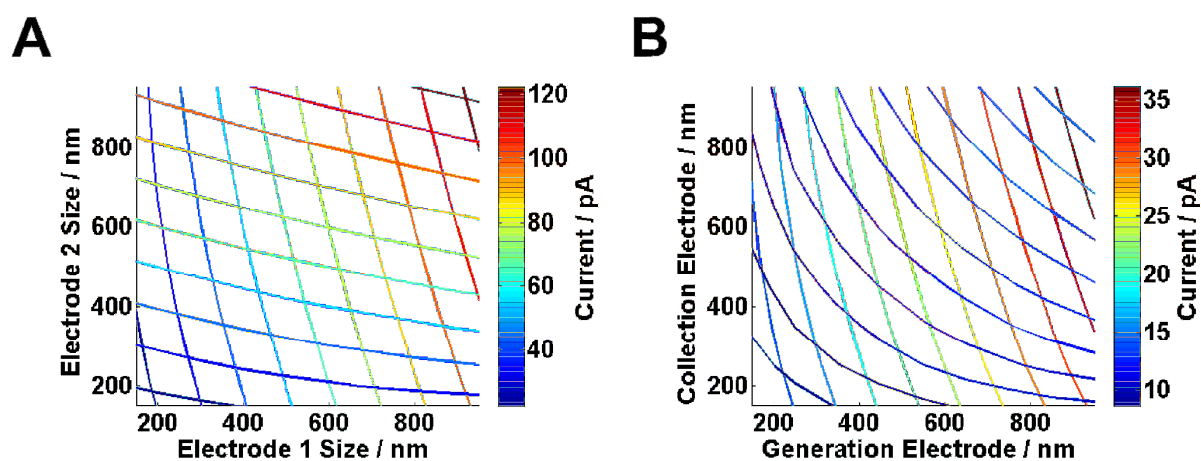 A
B
Electrode 2 Size / nm
800
600
400
200
200 400 600 800
Electrode 1 Size / nm
120
100
80
60
40
Current / pA
Collection Electrode / nm
800
600
400
200
200 400 600 800
Generation Electrode / nm
35
30
25
20
15
10
Current / pA